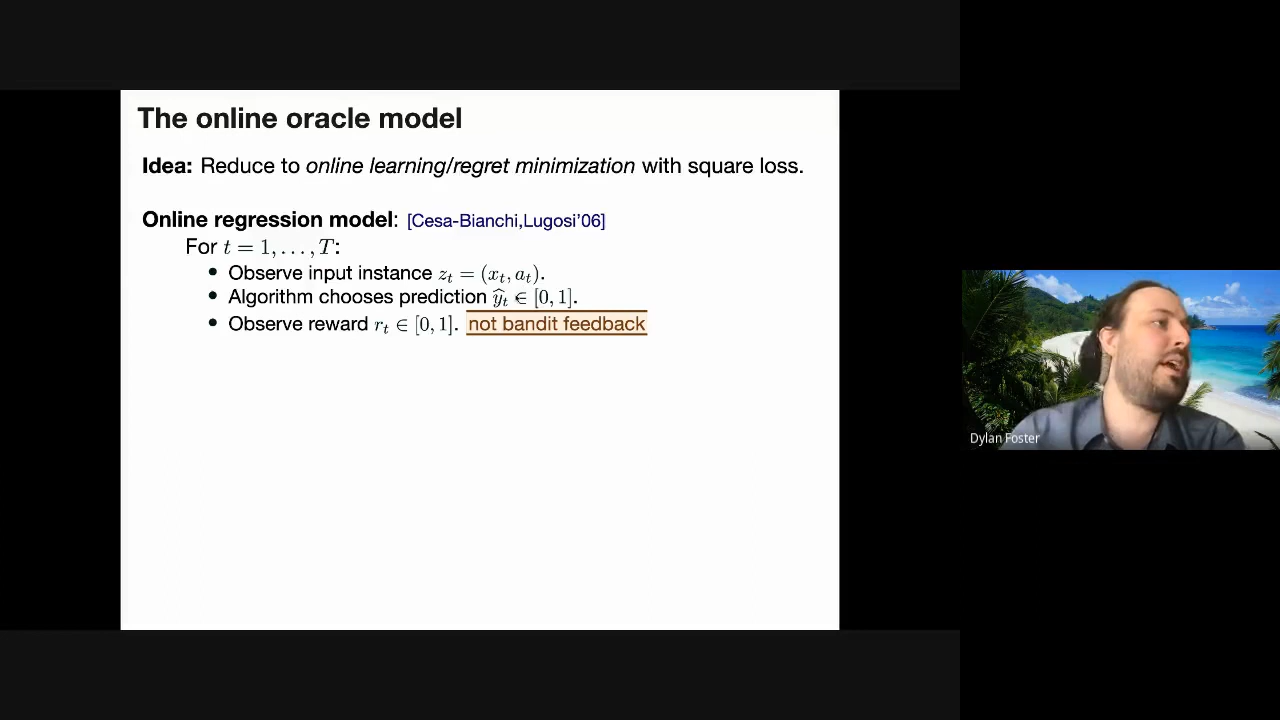 The online oracle model
Idea: Reduce to online learning/regret minimization with square loss.
Online regression model: [Cesa-Bianchi,Lugosi'06]
For t = 1, . . . , T:
• Observe input instance z_t = (x_t, a_t).
• Algorithm chooses prediction ŷ_t ∈ [0, 1].
• Observe reward r_t ∈ [0, 1]. not bandit feedback
Dylan Foster